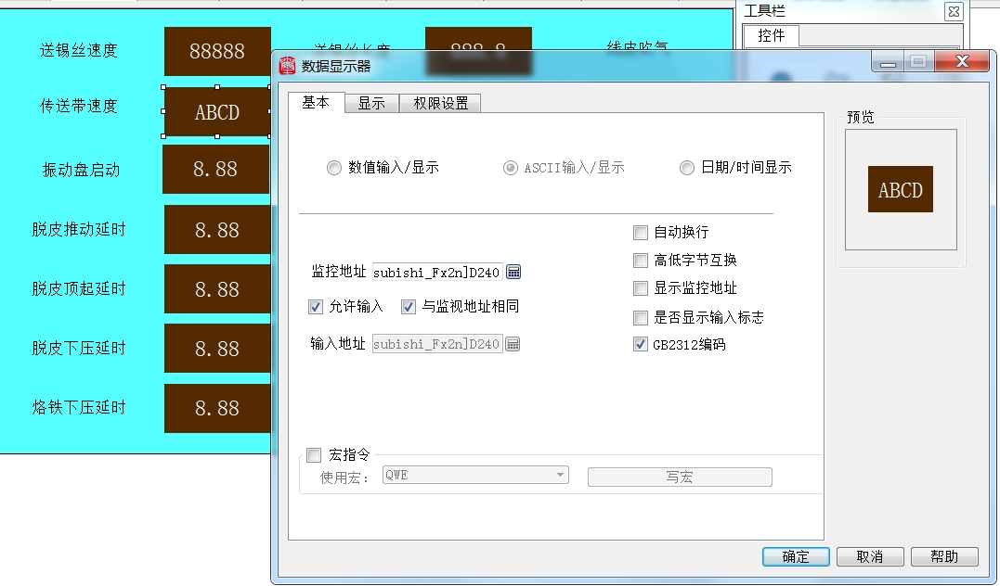 工具栏
控件
送锡丝速度
88888
送锡丝长度
888.8
线皮吹气
传送带速度
ABCD
振动盘启动
8.88
脱皮推动延时
8.88
脱皮顶起延时
8.88
脱皮下压延时
8.88
烙铁下压延时
8.88
数据显示器
基本
显示
权限设置
数值输入/显示
ASCII输入/显示
日期/时间显示
监控地址
subishi_Fx2n]D240
允许输入
与监视地址相同
输入地址
subishi_Fx2n]D240
自动换行
高低字节互换
显示监控地址
是否显示输入标志
GB2312编码
宏指令
使用宏：
QWE
写宏
预览
ABCD
确定
取消
帮助